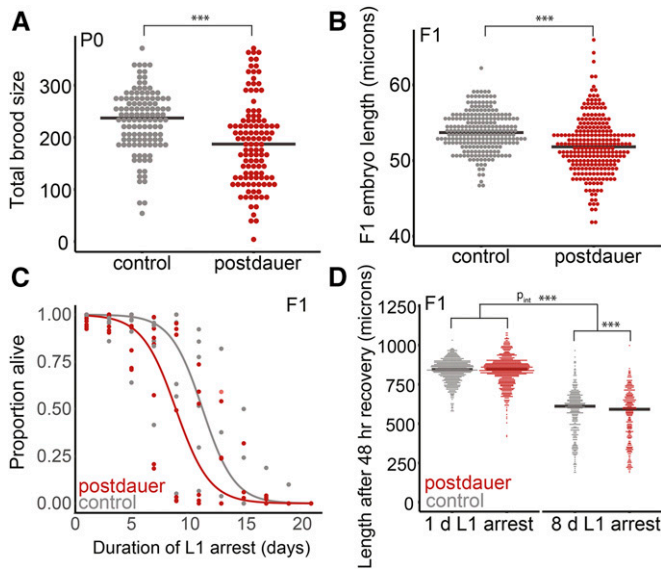 A
P0
***
Total brood size
300
200
100
0
control
postdauer
B
F1
***
F1 embryo length (microns)
60
50
40
control
postdauer
C
F1
Proportion alive
1.00
0.75
0.50
0.25
0.00
postdauer
control
0
5
10
15
20
Duration of L1 arrest (days)
D
F1
pint ***
***
Length after 48 hr recovery (microns)
1250
1000
750
500
250
0
postdauer
control
1 d L1 arrest
8 d L1 arrest